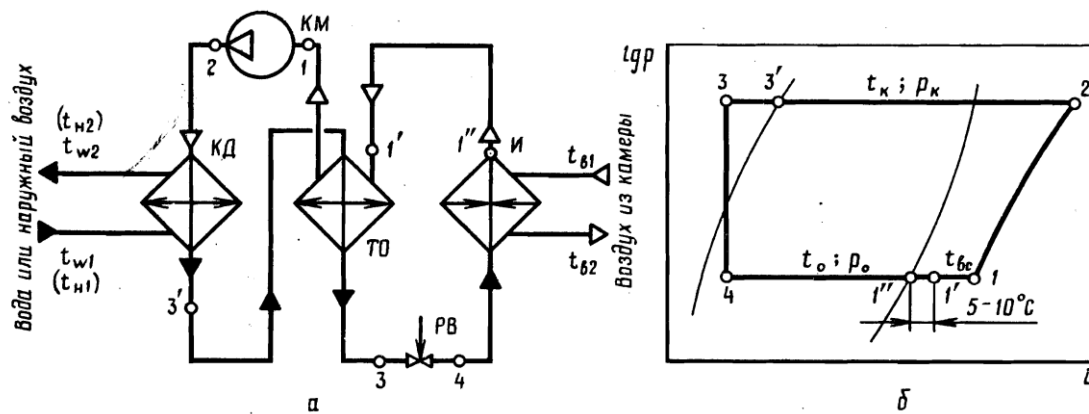 Вода или наружный воздух
(tн2)
tw2
tw1
(tн1)
2
КМ
1
КД
3′
ТО
1′
1″
И
tв1
tв2
Воздух из камеры
РВ
3
4
а
lgp
3
3′
tк; pк
2
tо; pо
tвс
4
1″
1′
1
5–10°С
i
б